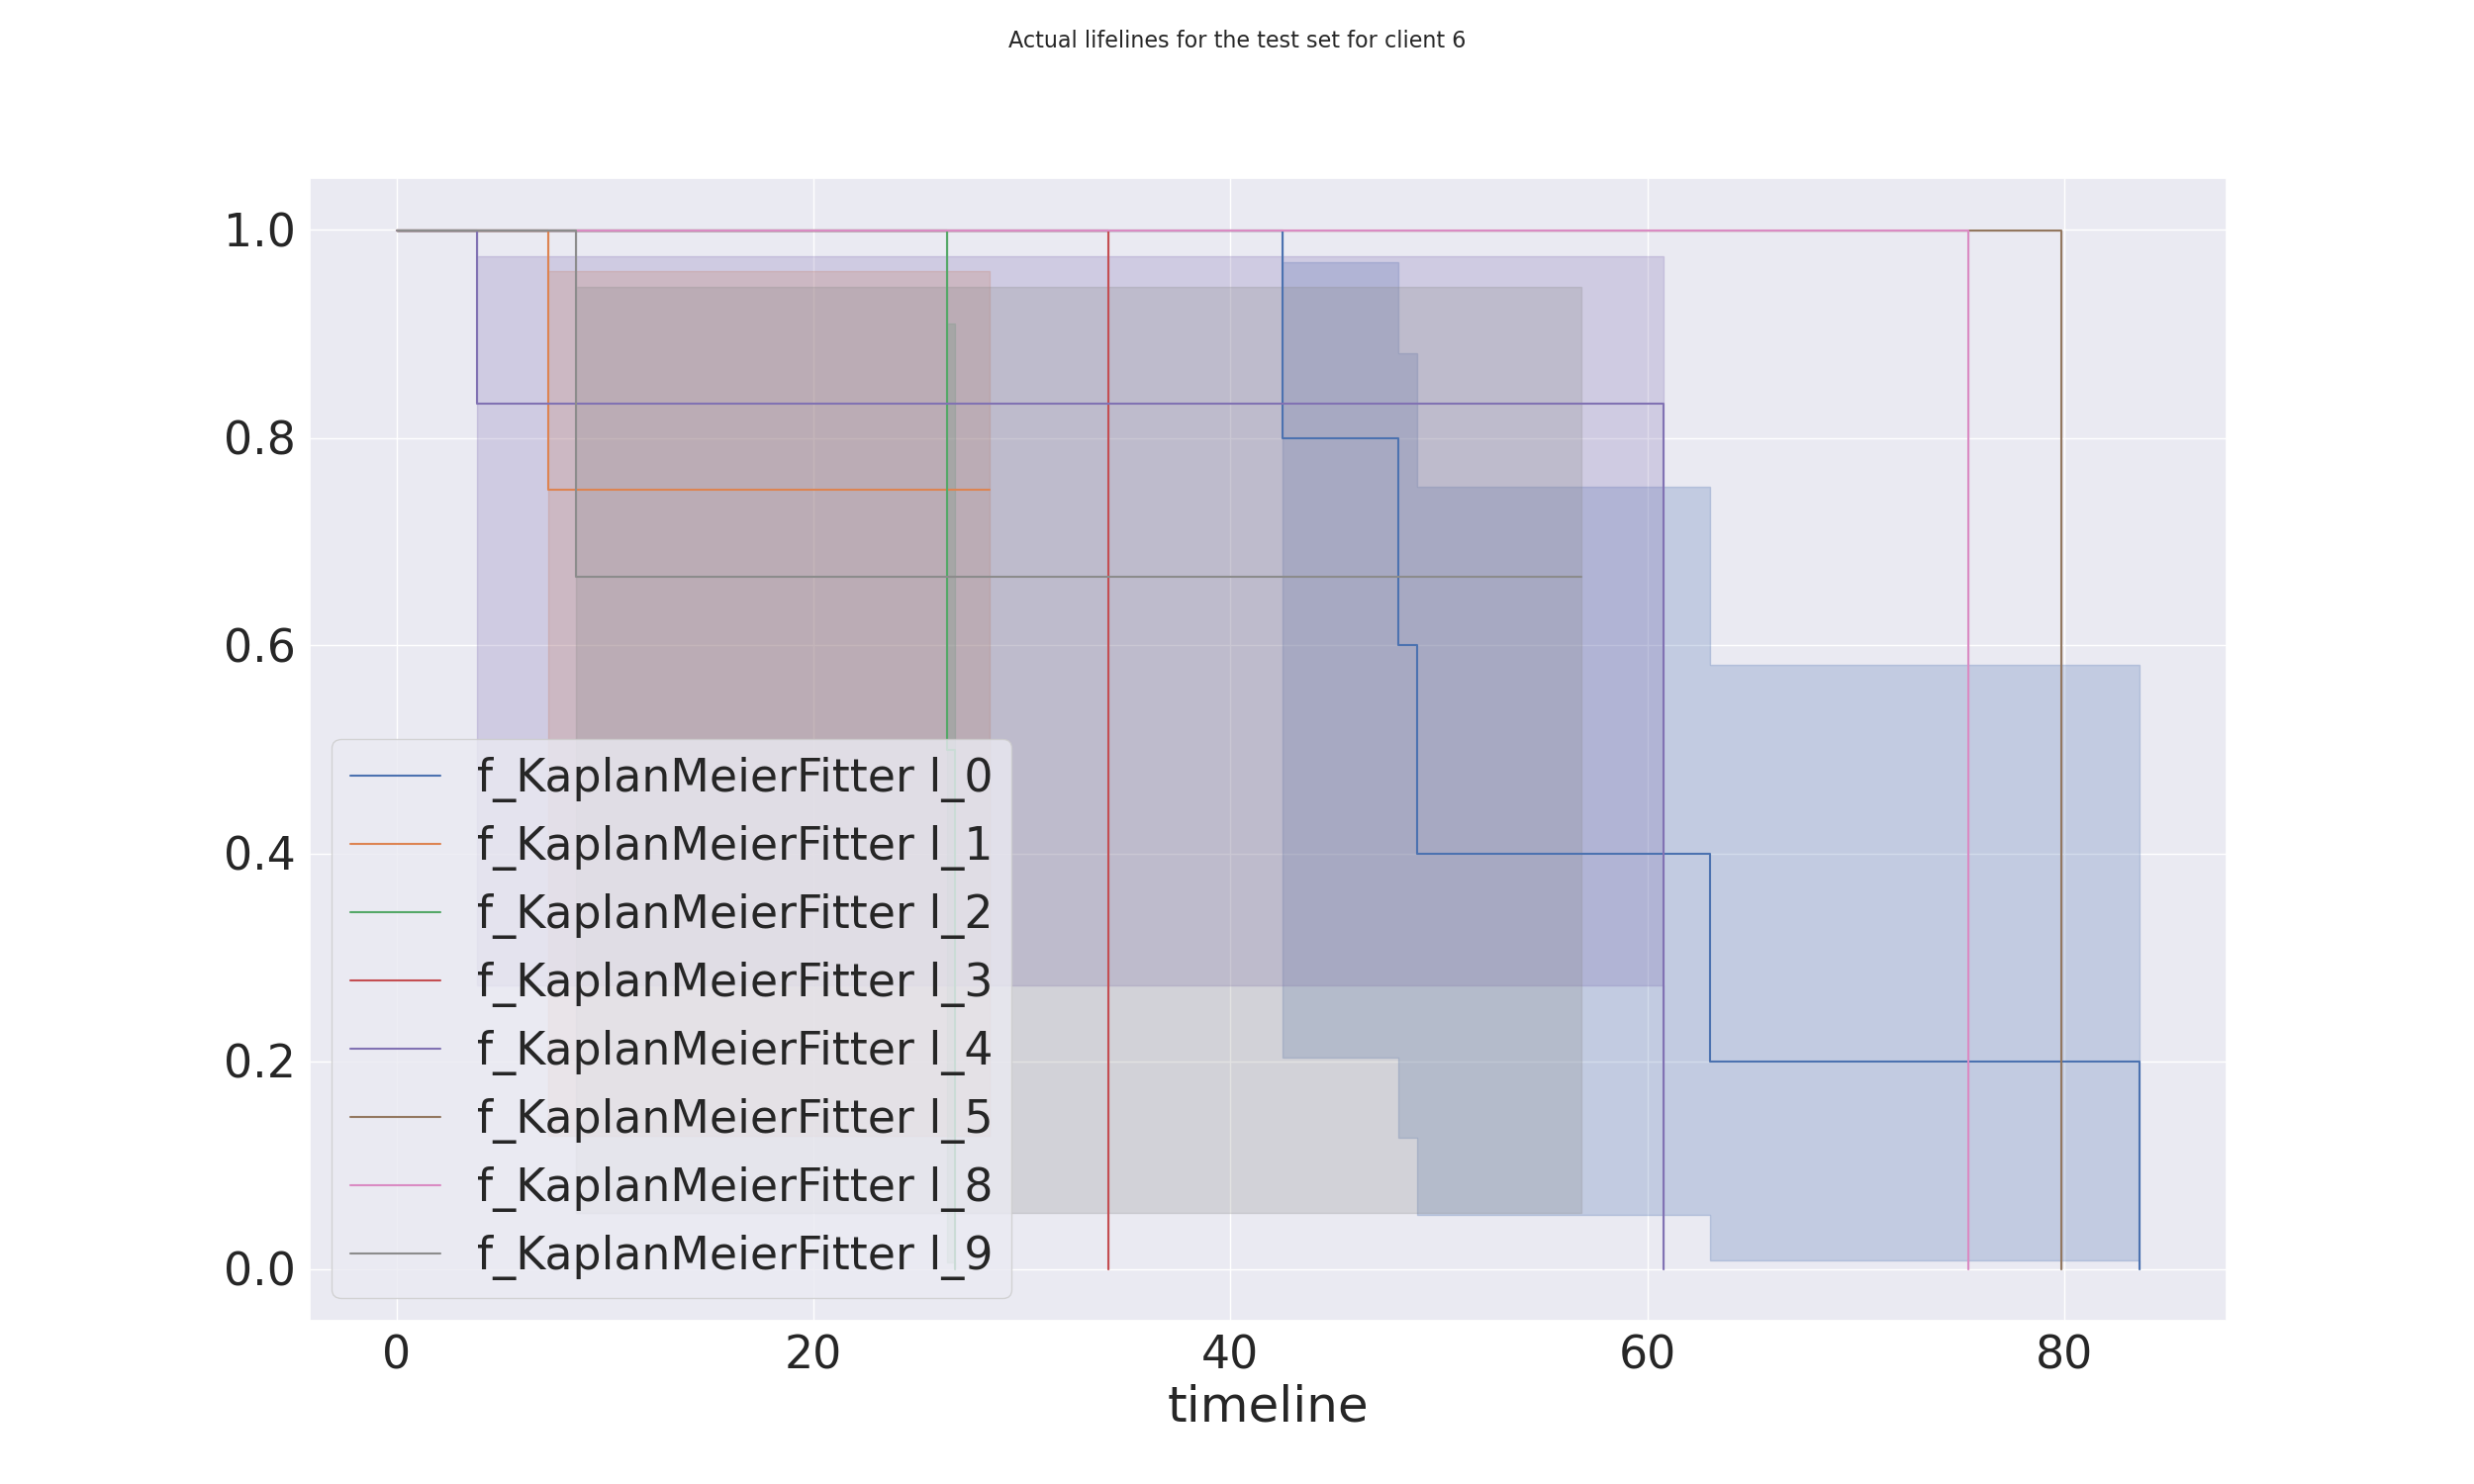 Actual lifelines for the test set for client 6
1.0
0.8
0.6
0.4
0.2
0.0
f_KaplanMeierFitter l_0
f_KaplanMeierFitter l_1
f_KaplanMeierFitter l_2
f_KaplanMeierFitter l_3
f_KaplanMeierFitter l_4
f_KaplanMeierFitter l_5
f_KaplanMeierFitter l_8
f_KaplanMeierFitter l_9
0 20 40 60 80
timeline